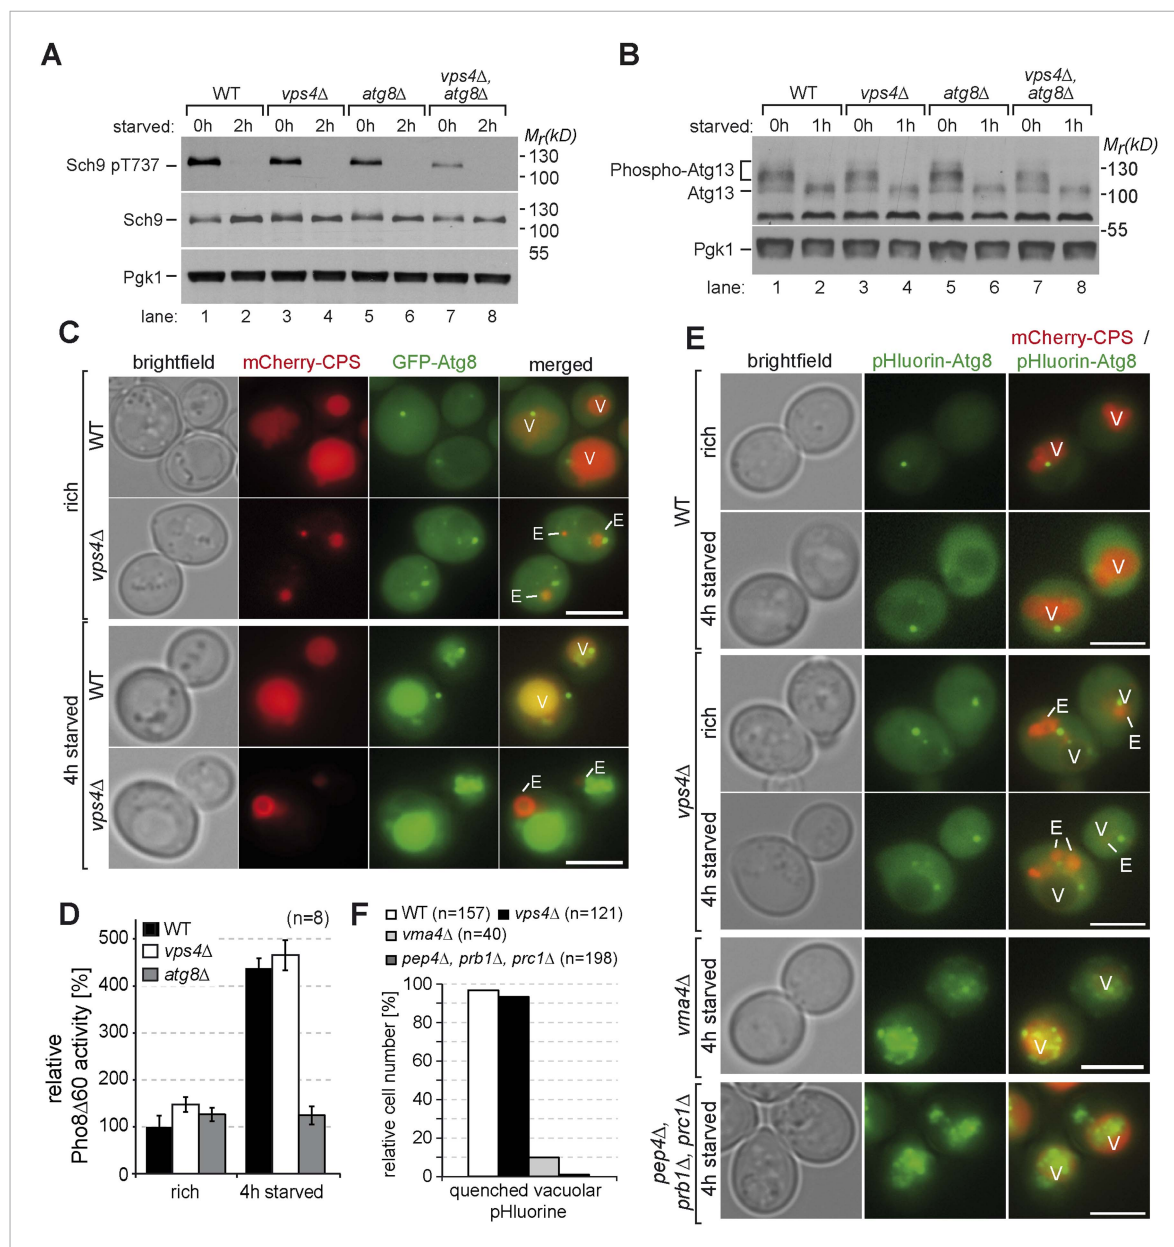 A
WT
vps4Δ
atg8Δ
vps4Δ,
atg8Δ
starved: 0h 2h 0h 2h 0h 2h 0h 2h
Mr(kD)
Sch9 pT737
-130
100
Sch9
-130
100
55
Pgk1
lane: 1 2 3 4 5 6 7 8
B
WT
vps4Δ
atg8Δ
vps4Δ,
atg8Δ
starved: 0h 1h 0h 1h 0h 1h 0h 1h
Mr(kD)
Phospho-Atg13
-130
Atg13
-100
-55
Pgk1
lane: 1 2 3 4 5 6 7 8
C
brightfield mCherry-CPS GFP-Atg8 merged
rich
WT
V
V
V
vps4Δ
E
E
E
4h starved
WT
V
V
vps4Δ
E
E
D
(n=8)
WT
vps4Δ
atg8Δ
relative
Pho8Δ60 activity [%]
500
400
300
200
100
0
rich 4h starved
F
WT (n=157) vps4Δ (n=121)
vma4Δ (n=40)
pep4Δ, prb1Δ, prc1Δ (n=198)
relative cell number [%]
100
80
60
40
20
0
quenched vacuolar
pHluorine
E
brightfield pHluorin-Atg8
mCherry-CPS /
pHluorin-Atg8
WT
rich
V
V
4h starved
V
V
vps4Δ
rich
E
V
E
V
4h starved
E
V
E
V
vma4Δ
4h starved
V
V
pep4Δ,
prb1Δ, prc1Δ
4h starved
V
V